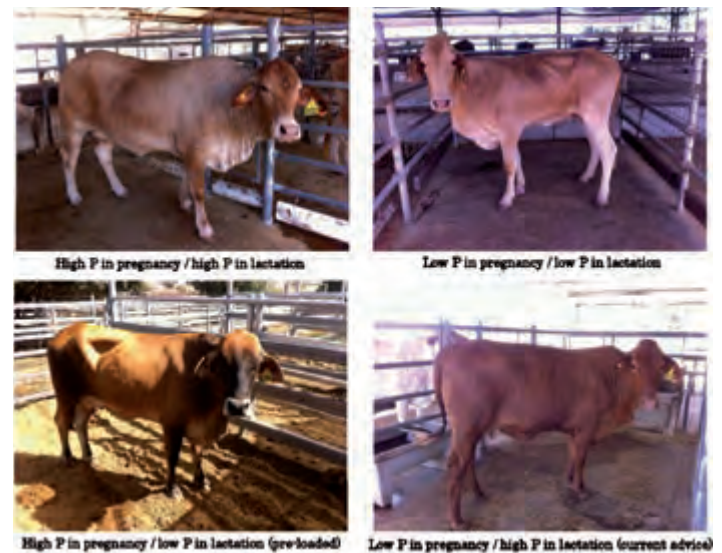 High P in pregnancy / high P in lactation
Low P in pregnancy / low P in lactation
High P in pregnancy / low P in lactation (pre-loaded)
Low P in pregnancy / high P in lactation (current advice)